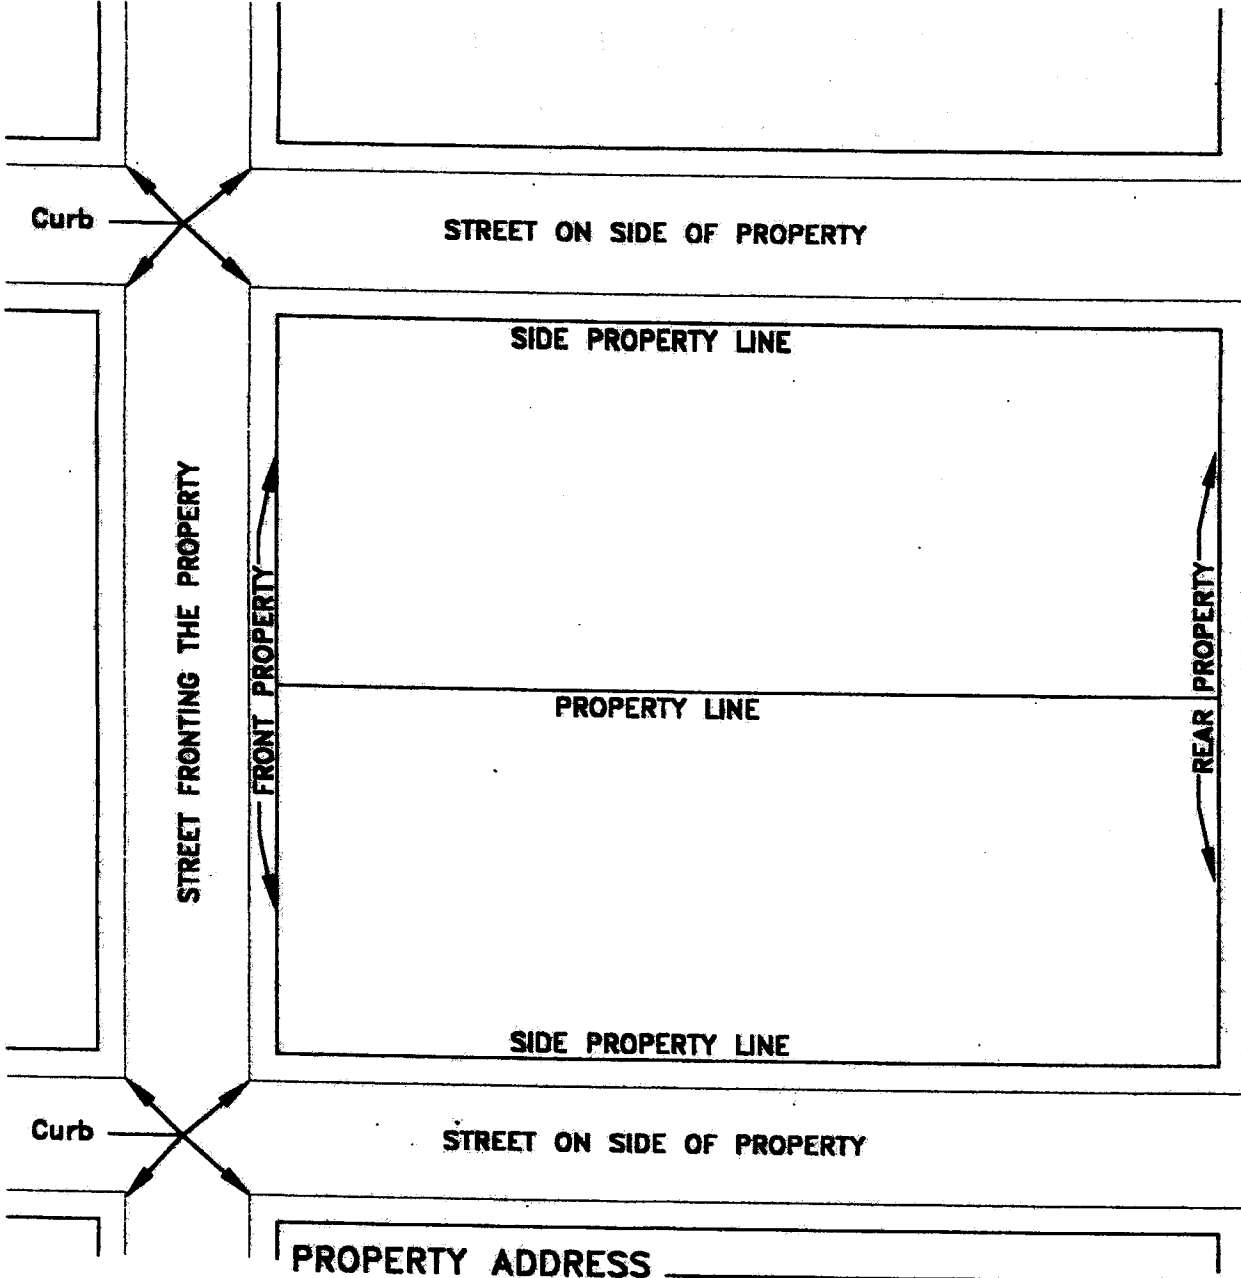 Curb
STREET ON SIDE OF PROPERTY
SIDE PROPERTY LINE
STREET FRONTING THE PROPERTY
FRONT PROPERTY
REAR PROPERTY
PROPERTY LINE
SIDE PROPERTY LINE
Curb
STREET ON SIDE OF PROPERTY
PROPERTY ADDRESS